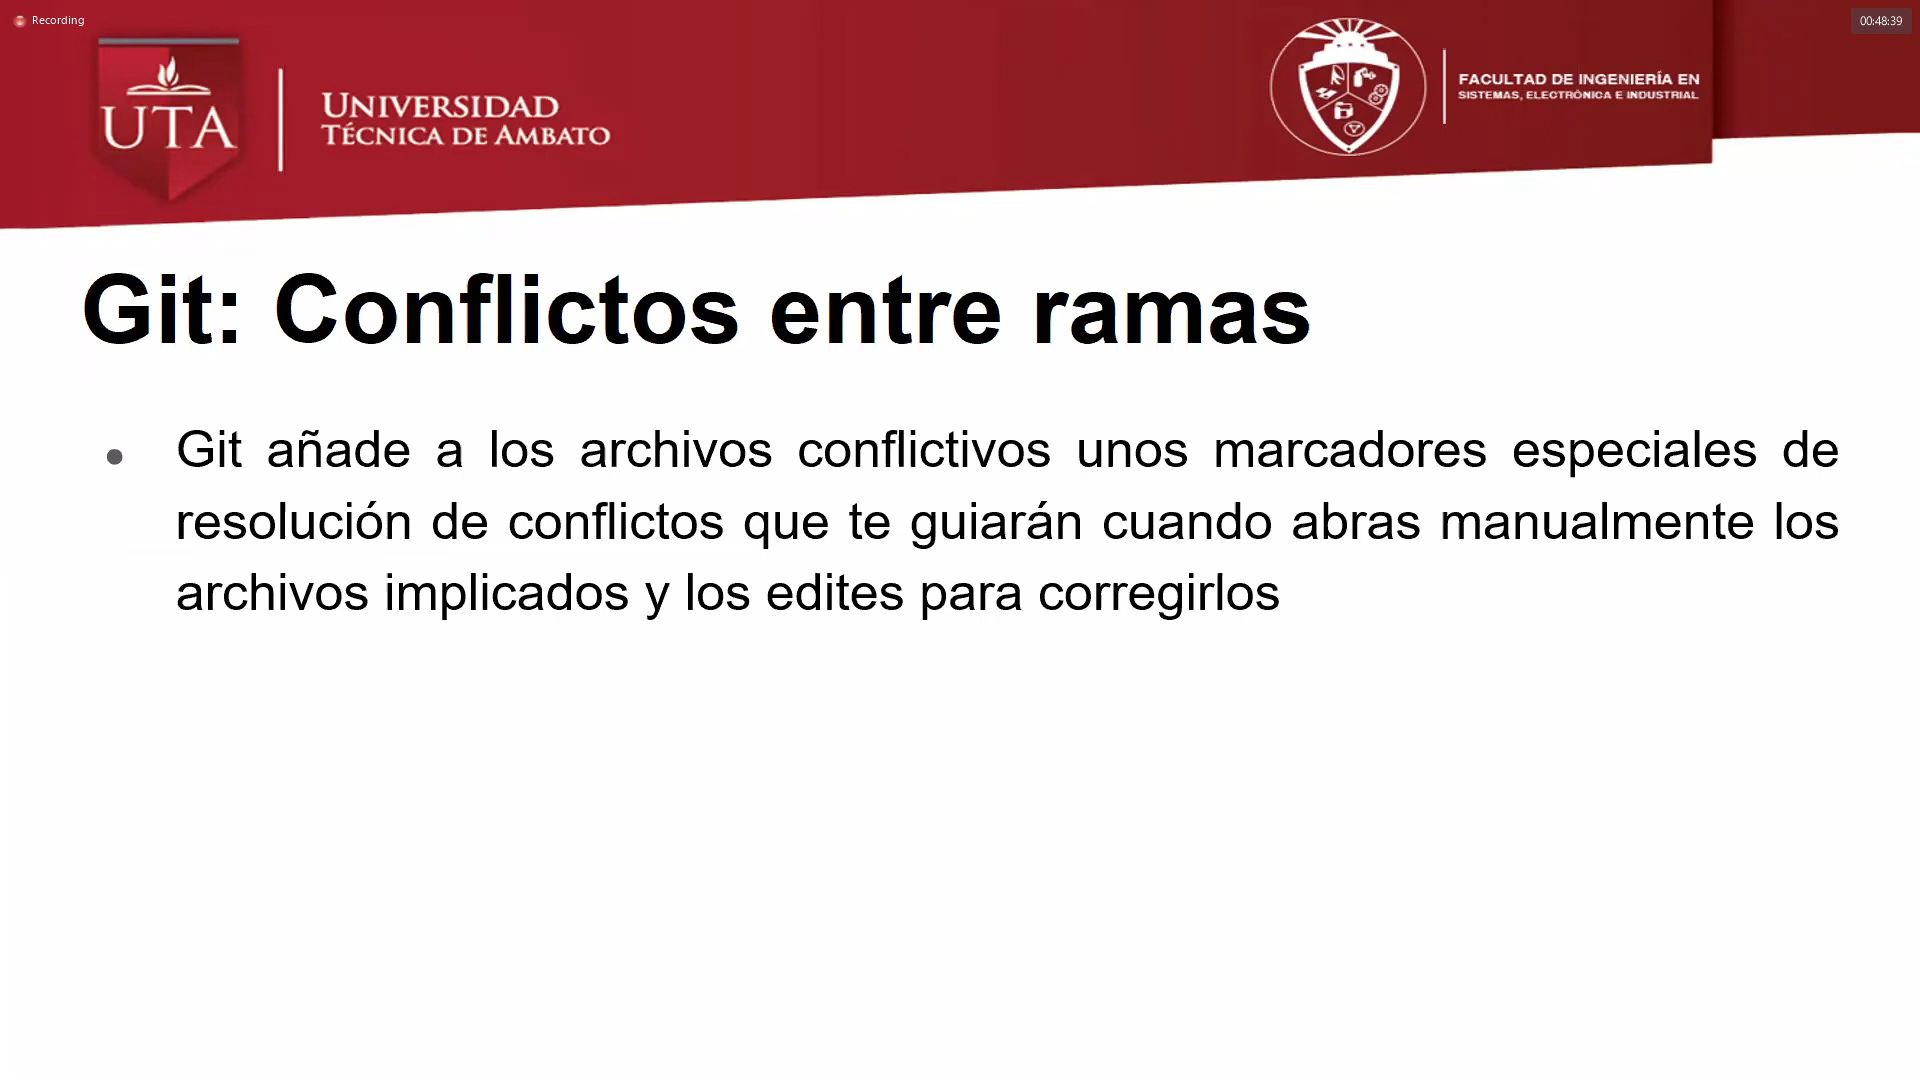 Recording
00:48:39
UTA
UNIVERSIDAD
TÉCNICA DE AMBATO
FACULTAD DE INGENIERÍA EN
SISTEMAS, ELECTRÓNICA E INDUSTRIAL
Git: Conflictos entre ramas
• Git añade a los archivos conflictivos unos marcadores especiales de
resolución de conflictos que te guiarán cuando abras manualmente los
archivos implicados y los edites para corregirlos